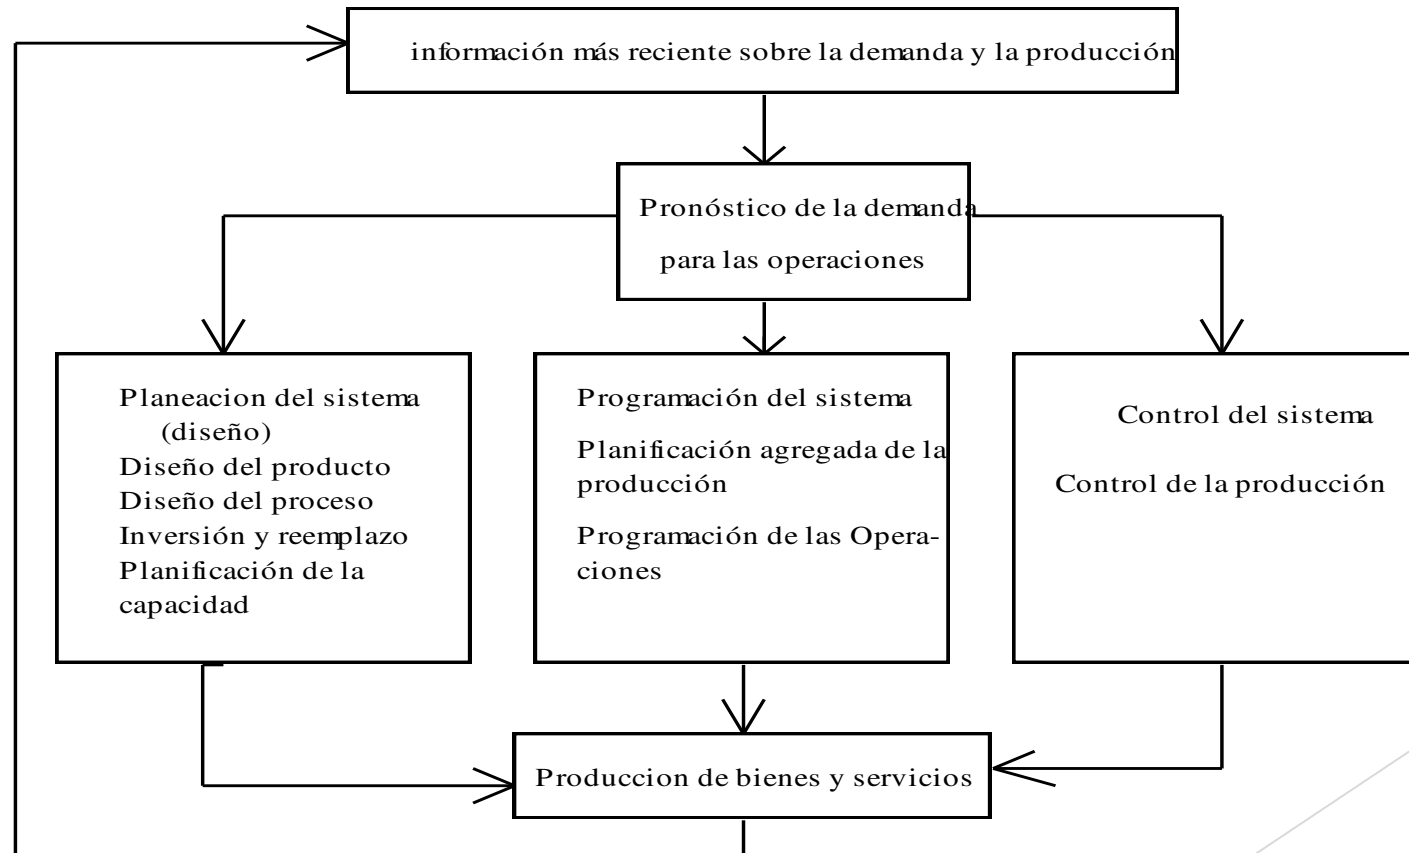 información más reciente sobre la demanda y la producción
Pronóstico de la demanda
para las operaciones
Planeacion del sistema
(diseño)
Diseño del producto
Diseño del proceso
Inversión y reemplazo
Planificación de la
capacidad
Programación del sistema
Planificación agregada de la
producción
Programación de las Opera-
ciones
Control del sistema
Control de la producción
Produccion de bienes y servicios